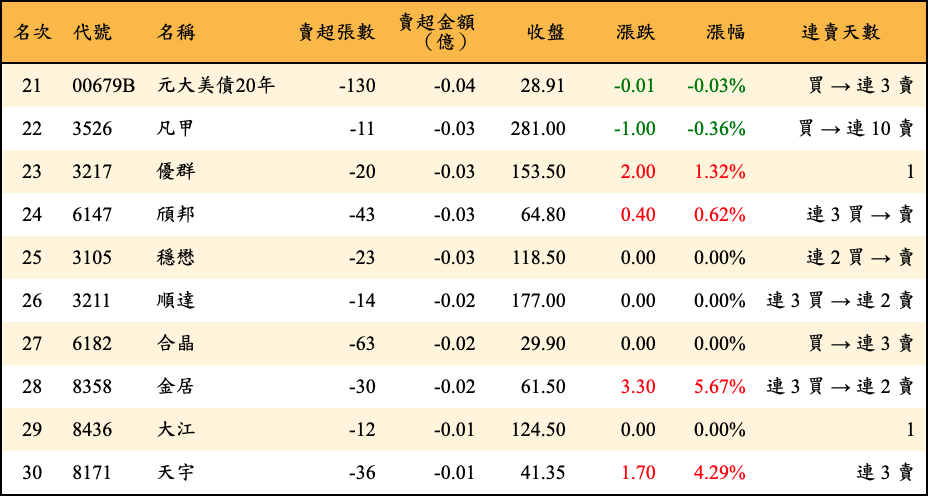 名次 代號 名稱 賣超張數 賣超金額（億） 收盤 漲跌 漲幅 連賣天數
21 00679B 元大美債20年 -130 -0.04 28.91 -0.01 -0.03% 買 → 連 3 賣
22 3526 凡甲 -11 -0.03 281.00 -1.00 -0.36% 買 → 連 10 賣
23 3217 優群 -20 -0.03 153.50 2.00 1.32% 1
24 6147 頎邦 -43 -0.03 64.80 0.40 0.62% 連 3 買 → 賣
25 3105 穩懋 -23 -0.03 118.50 0.00 0.00% 連 2 買 → 賣
26 3211 順達 -14 -0.02 177.00 0.00 0.00% 連 3 買 → 連 2 賣
27 6182 合晶 -63 -0.02 29.90 0.00 0.00% 買 → 連 3 賣
28 8358 金居 -30 -0.02 61.50 3.30 5.67% 連 3 買 → 連 2 賣
29 8436 大江 -12 -0.01 124.50 0.00 0.00% 1
30 8171 天宇 -36 -0.01 41.35 1.70 4.29% 連 3 賣